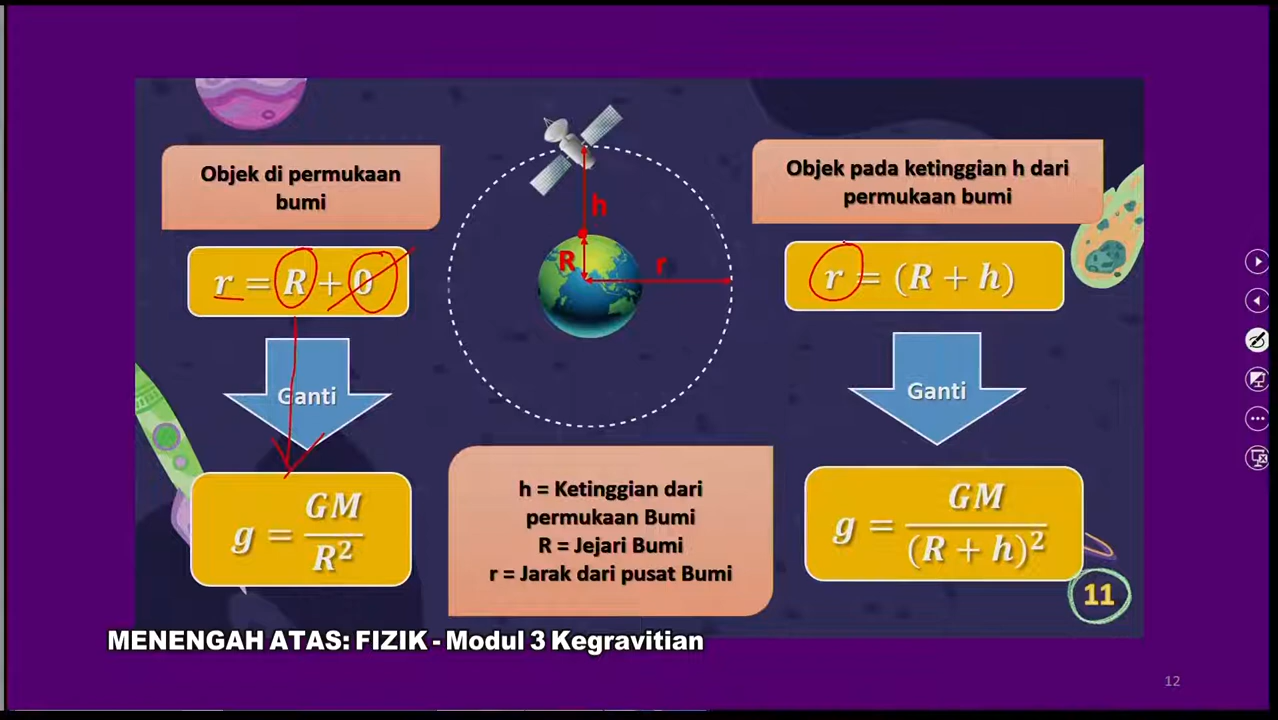 Objek di permukaan
bumi
r = R + 0
Ganti
g = GM / R²
h
R
r
h = Ketinggian dari
permukaan Bumi
R = Jejari Bumi
r = Jarak dari pusat Bumi
Objek pada ketinggian h dari
permukaan bumi
r = (R + h)
Ganti
g = GM / (R + h)²
11
MENENGAH ATAS: FIZIK - Modul 3 Kegravitian
12